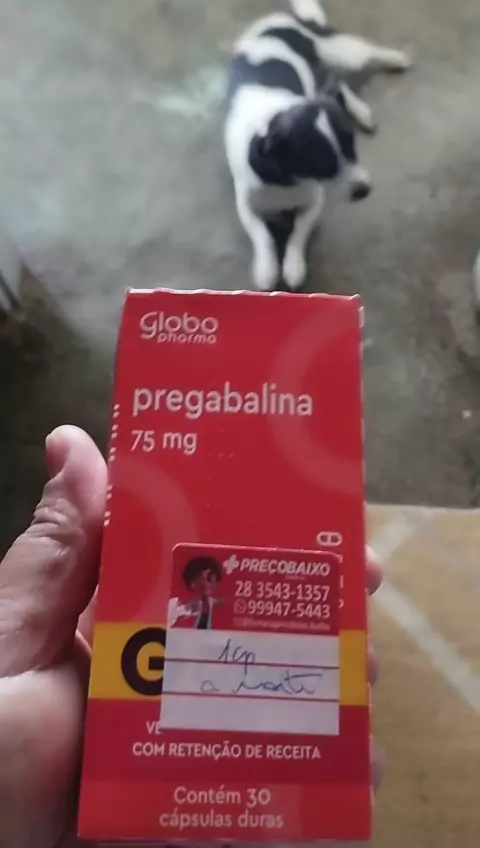 Globo
pharma
pregabalina
75 mg
PREÇOBAIXO
28 3543-1357
99947-5443
1cp
a noite
G
VE
COM RETENÇÃO DE RECEITA
Contém 30
cápsulas duras